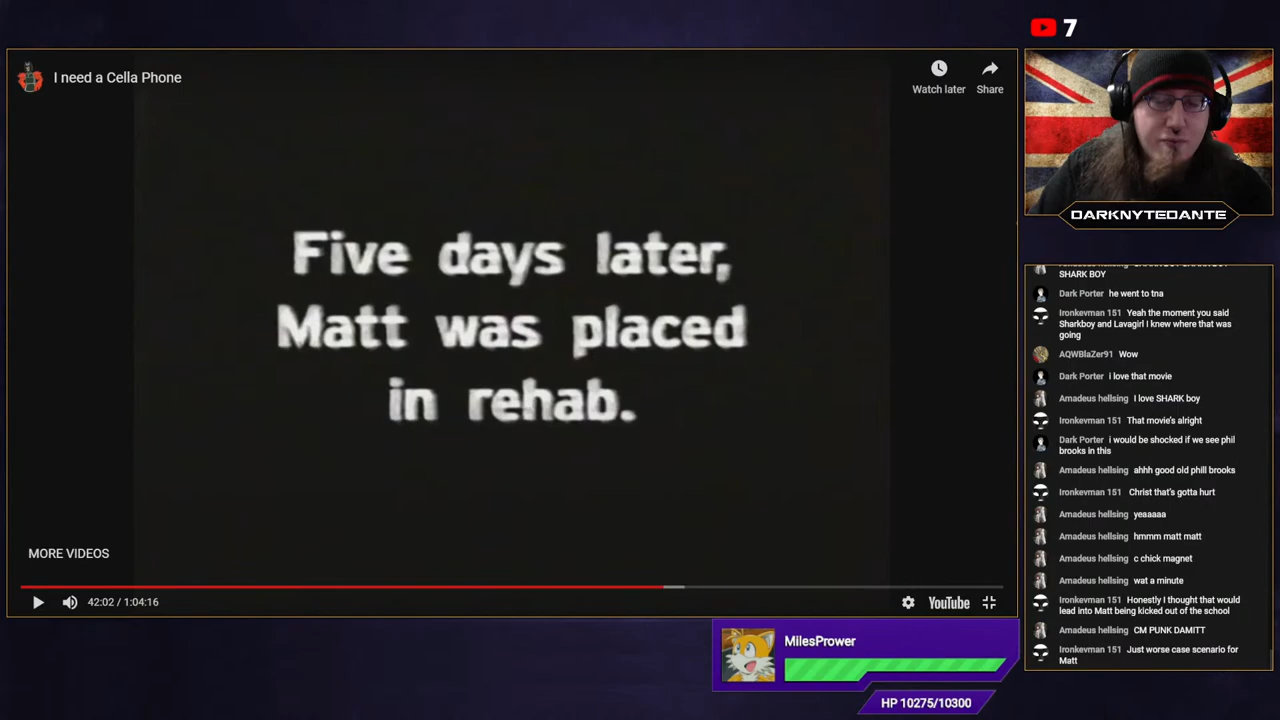 7
I need a Cella Phone
Watch later
Share
Five days later,
Matt was placed
in rehab.
MORE VIDEOS
42:02 / 1:04:16
YouTube
DARKNYTEDANTE
SHARK BOY
Dark Porter he went to tna
Ironkevman 151 Yeah the moment you said
Sharkboy and Lavagirl I knew where that was
going
AQWBlaZer91 Wow
Dark Porter i love that movie
Amadeus hellsing I love SHARK boy
Ironkevman 151 That movie's alright
Dark Porter i would be shocked if we see phil
brooks in this
Amadeus hellsing ahhh good old phill brooks
Ironkevman 151 Christ that's gotta hurt
Amadeus hellsing yeaaaaa
Amadeus hellsing hmmm matt matt
Amadeus hellsing c chick magnet
Amadeus hellsing wat a minute
Ironkevman 151 Honestly I thought that would
lead into Matt being kicked out of the school
Amadeus hellsing CM PUNK DAMITT
Ironkevman 151 Just worse case scenario for
Matt
MilesPrower
HP 10275/10300